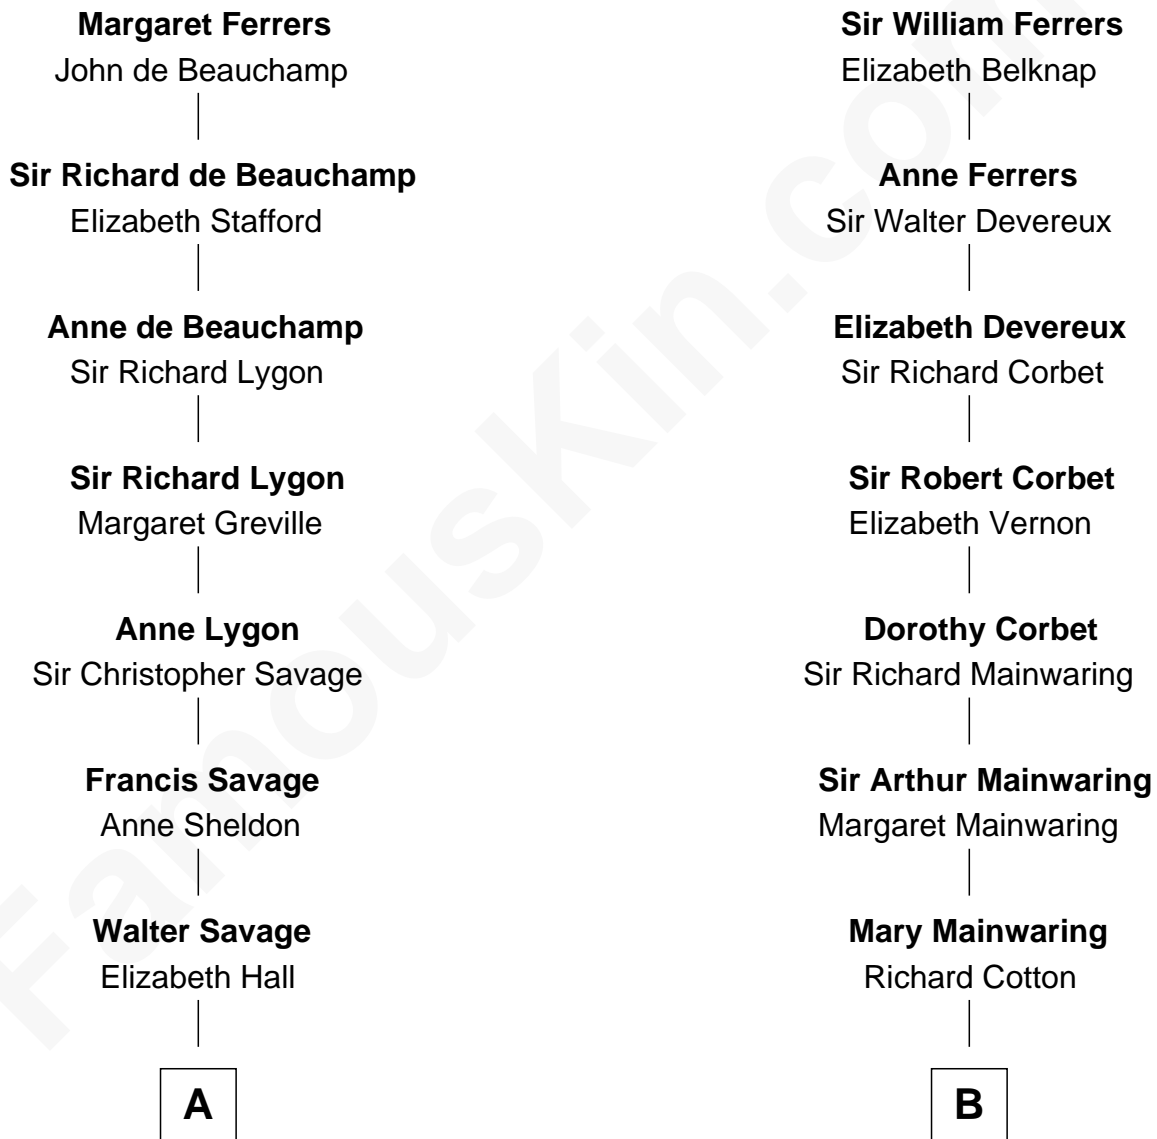 Margaret Ferrers
John de Beauchamp
Sir Richard de Beauchamp
Elizabeth Stafford
Anne de Beauchamp
Sir Richard Lygon
Sir Richard Lygon
Margaret Greville
Anne Lygon
Sir Christopher Savage
Francis Savage
Anne Sheldon
Walter Savage
Elizabeth Hall
A
Sir William Ferrers
Elizabeth Belknap
Anne Ferrers
Sir Walter Devereux
Elizabeth Devereux
Sir Richard Corbet
Sir Robert Corbet
Elizabeth Vernon
Dorothy Corbet
Sir Richard Mainwaring
Sir Arthur Mainwaring
Margaret Mainwaring
Mary Mainwaring
Richard Cotton
B
FamousKin.com